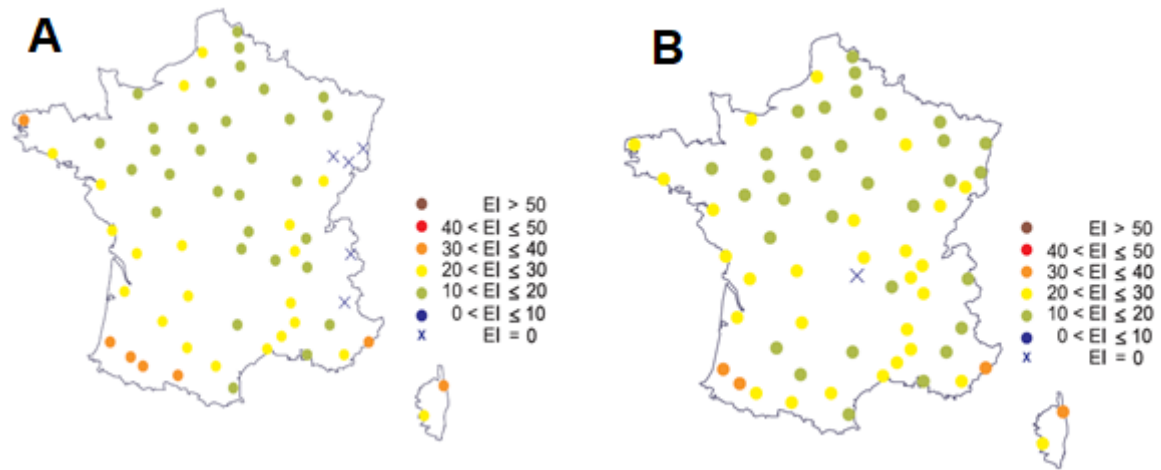 A
B
EI > 50
40 < EI ≤ 50
30 < EI ≤ 40
20 < EI ≤ 30
10 < EI ≤ 20
0 < EI ≤ 10
x EI = 0
EI > 50
40 < EI ≤ 50
30 < EI ≤ 40
20 < EI ≤ 30
10 < EI ≤ 20
0 < EI ≤ 10
x EI = 0